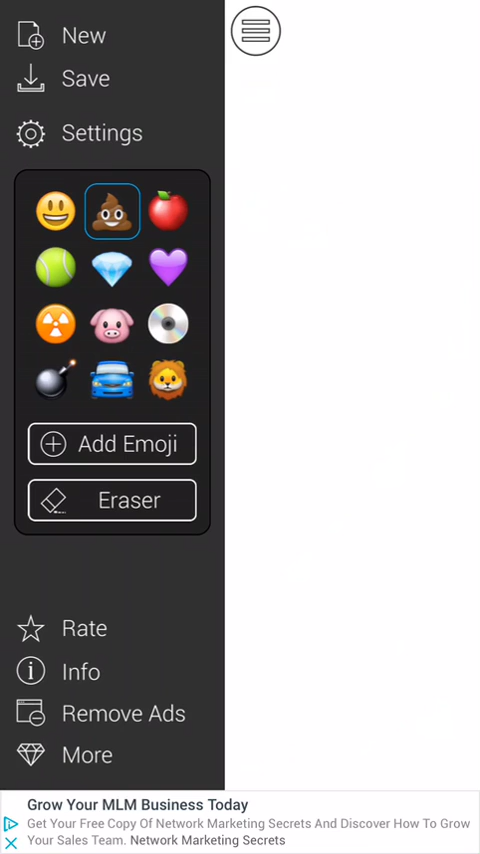 New
Save
Settings
Add Emoji
Eraser
Rate
Info
Remove Ads
More
Grow Your MLM Business Today
Get Your Free Copy Of Network Marketing Secrets And Discover How To Grow
Your Sales Team. Network Marketing Secrets